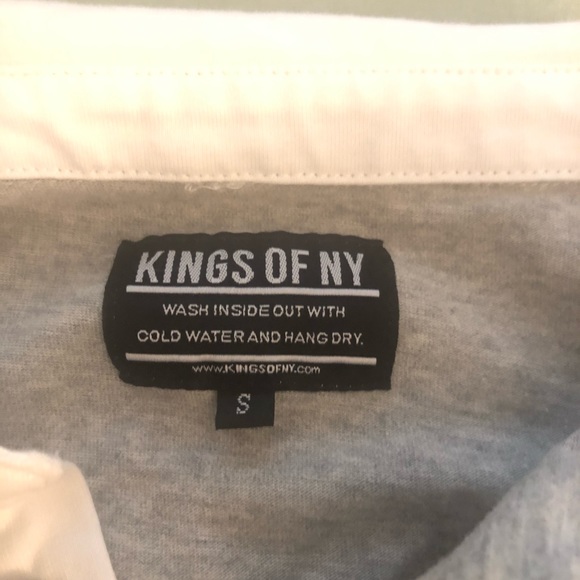 KINGS OF NY
WASH INSIDE OUT WITH
COLD WATER AND HANG DRY.
www.KINGSOFNY.com
S